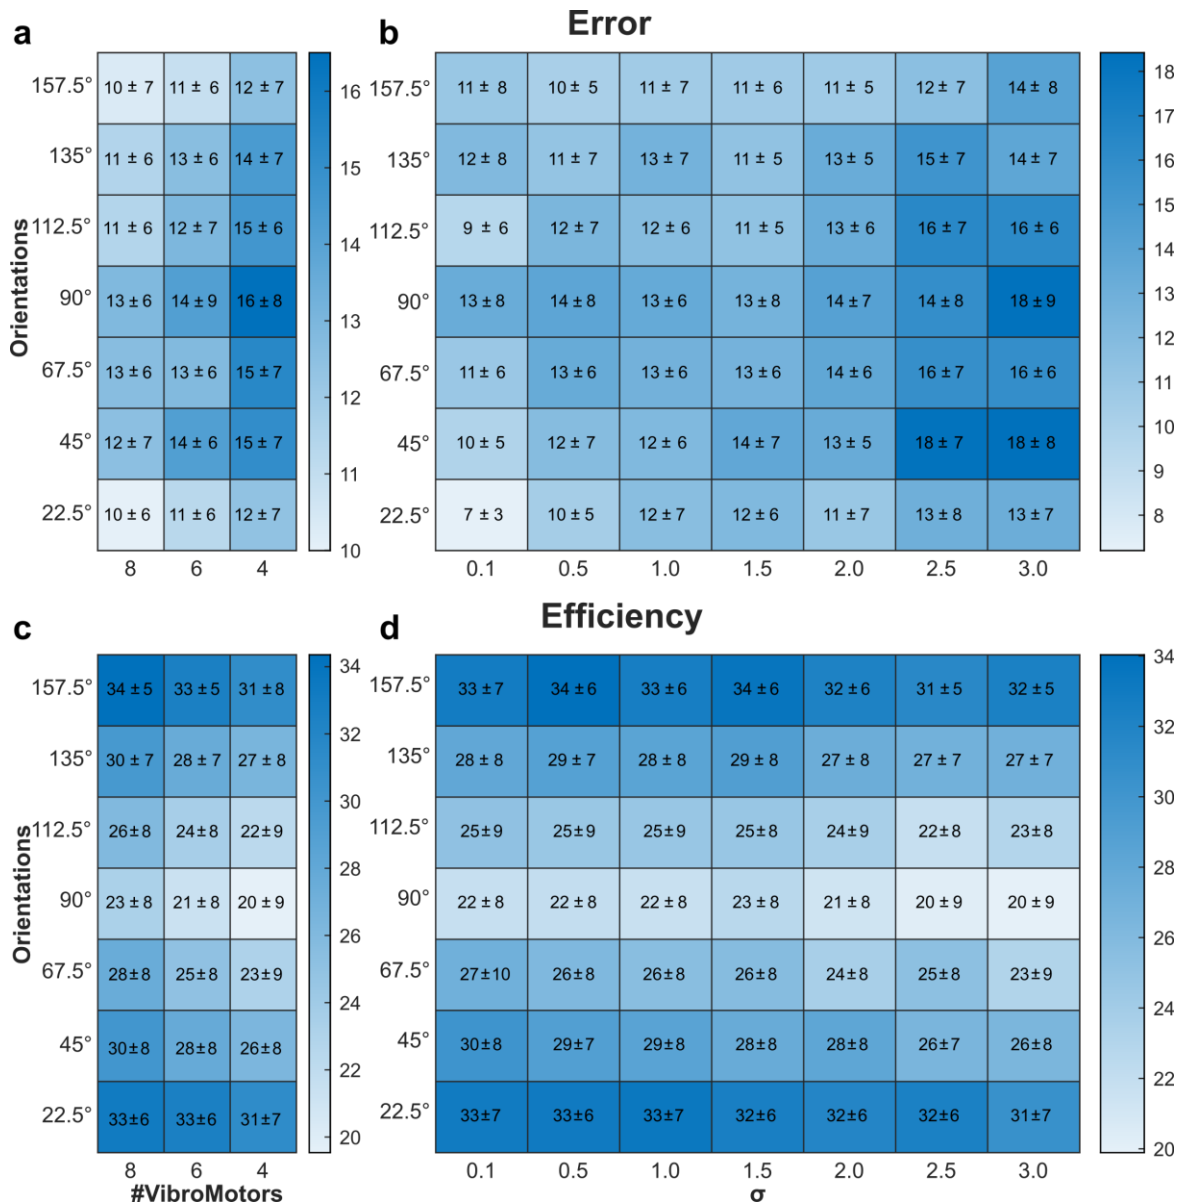 Error
a
b
157.5° 10 ± 7 11 ± 6 12 ± 7
135° 11 ± 6 13 ± 6 14 ± 7
112.5° 11 ± 6 12 ± 7 15 ± 6
90° 13 ± 6 14 ± 9 16 ± 8
67.5° 13 ± 6 13 ± 6 15 ± 7
45° 12 ± 7 14 ± 6 15 ± 7
22.5° 10 ± 6 11 ± 6 12 ± 7
8 6 4
Orientations
16
15
14
13
12
11
10
157.5° 11 ± 8 10 ± 5 11 ± 7 11 ± 6 11 ± 5 12 ± 7 14 ± 8
135° 12 ± 8 11 ± 7 13 ± 7 11 ± 5 13 ± 5 15 ± 7 14 ± 7
112.5° 9 ± 6 12 ± 7 12 ± 6 11 ± 5 13 ± 6 16 ± 7 16 ± 6
90° 13 ± 8 14 ± 8 13 ± 6 13 ± 8 14 ± 7 14 ± 8 18 ± 9
67.5° 11 ± 6 13 ± 6 13 ± 6 13 ± 6 14 ± 6 16 ± 7 16 ± 6
45° 10 ± 5 12 ± 7 12 ± 6 14 ± 7 13 ± 5 18 ± 7 18 ± 8
22.5° 7 ± 3 10 ± 5 12 ± 7 12 ± 6 11 ± 7 13 ± 8 13 ± 7
0.1 0.5 1.0 1.5 2.0 2.5 3.0
18
17
16
15
14
13
12
11
10
9
8
Efficiency
c
d
157.5° 34 ± 5 33 ± 5 31 ± 8
135° 30 ± 7 28 ± 7 27 ± 8
112.5° 26 ± 8 24 ± 8 22 ± 9
90° 23 ± 8 21 ± 8 20 ± 9
67.5° 28 ± 8 25 ± 8 23 ± 9
45° 30 ± 8 28 ± 8 26 ± 8
22.5° 33 ± 6 33 ± 6 31 ± 7
8 6 4
#VibroMotors
Orientations
34
32
30
28
26
24
22
20
157.5° 33 ± 7 34 ± 6 33 ± 6 34 ± 6 32 ± 6 31 ± 5 32 ± 5
135° 28 ± 8 29 ± 7 28 ± 8 29 ± 8 27 ± 8 27 ± 7 27 ± 7
112.5° 25 ± 9 25 ± 9 25 ± 9 25 ± 8 24 ± 9 22 ± 8 23 ± 8
90° 22 ± 8 22 ± 8 22 ± 8 23 ± 8 21 ± 8 20 ± 9 20 ± 9
67.5° 27 ± 10 26 ± 8 26 ± 8 26 ± 8 24 ± 8 25 ± 8 23 ± 9
45° 30 ± 8 29 ± 7 29 ± 8 28 ± 8 28 ± 8 26 ± 7 26 ± 8
22.5° 33 ± 7 33 ± 6 33 ± 7 32 ± 6 32 ± 6 32 ± 6 31 ± 7
0.1 0.5 1.0 1.5 2.0 2.5 3.0
σ
34
32
30
28
26
24
22
20